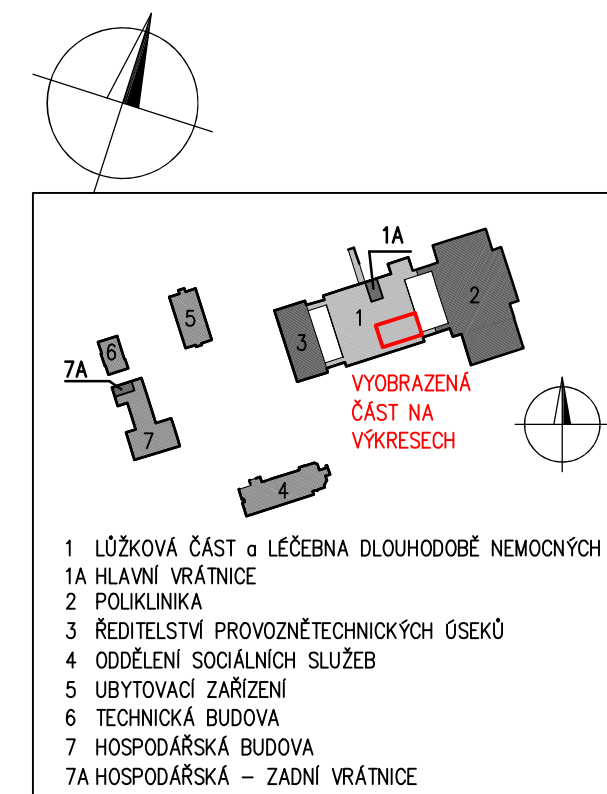 1A
2
5
1
3
6
7A
VYOBRAZENÁ
ČÁST NA
VÝKRESECH
7
4
1 LŮŽKOVÁ ČÁST a LÉČEBNA DLOUHODOBĚ NEMOCNÝCH
1A HLAVNÍ VRÁTNICE
2 POLIKLINIKA
3 ŘEDITELSTVÍ PROVOZNĚTECHNICKÝCH ÚSEKŮ
4 ODDĚLENÍ SOCIÁLNÍCH SLUŽEB
5 UBYTOVACÍ ZAŘÍZENÍ
6 TECHNICKÁ BUDOVA
7 HOSPODÁŘSKÁ BUDOVA
7A HOSPODÁŘSKÁ – ZADNÍ VRÁTNICE